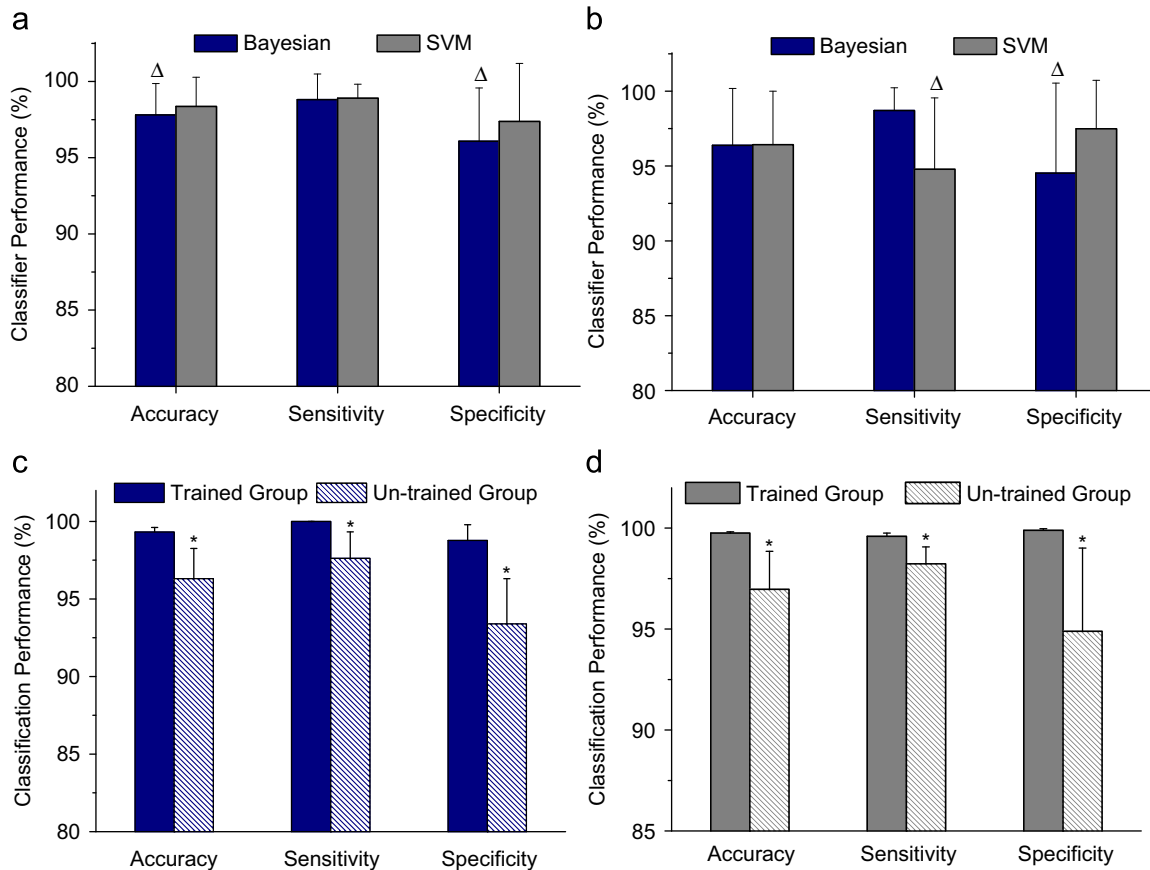 a
Bayesian SVM
Classifier Performance (%)
100
95
90
85
80
Δ
Δ
Accuracy Sensitivity Specificity
b
Bayesian SVM
Classifier Performance (%)
100
95
90
85
80
Δ
Δ
Accuracy Sensitivity Specificity
c
Trained Group Un-trained Group
Classification Performance (%)
100
95
90
85
80
*
*
*
Accuracy Sensitivity Specificity
d
Trained Group Un-trained Group
Classification Performance (%)
100
95
90
85
*
*
*
Accuracy Sensitivity Specificity